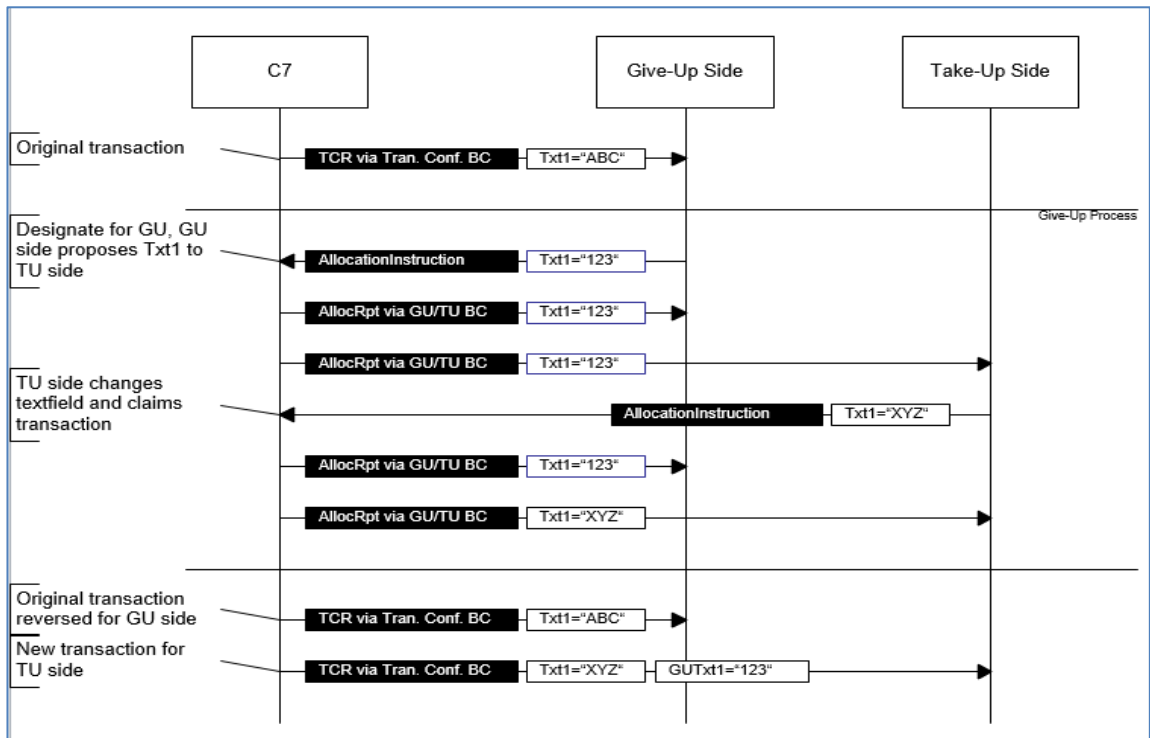 C7
Give-Up Side
Take-Up Side
Original transaction
TCR via Tran. Conf. BC
Txt1="ABC"
Give-Up Process
Designate for GU, GU
side proposes Txt1 to
TU side
AllocationInstruction
Txt1="123"
AllocRpt via GU/TU BC
Txt1="123"
AllocRpt via GU/TU BC
Txt1="123"
TU side changes
textfield and claims
transaction
AllocationInstruction
Txt1="XYZ"
AllocRpt via GU/TU BC
Txt1="123"
AllocRpt via GU/TU BC
Txt1="XYZ"
Original transaction
reversed for GU side
TCR via Tran. Conf. BC
Txt1="ABC"
New transaction for
TU side
TCR via Tran. Conf. BC
Txt1="XYZ"
GUTxt1="123"